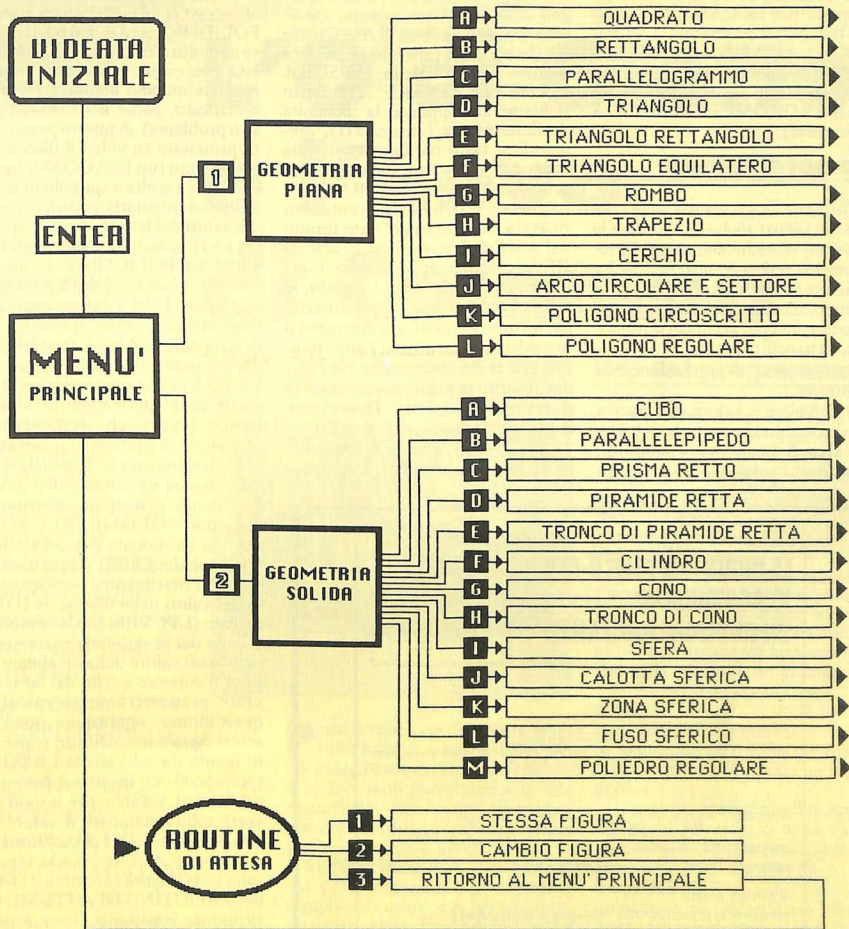 VIDEATA
INIZIALE
ENTER
MENU'
PRINCIPALE
1
GEOMETRIA
PIANA
A QUADRATO
B RETTANGOLO
C PARALLELOGRAMMO
D TRIANGOLO
E TRIANGOLO RETTANGOLO
F TRIANGOLO EQUILATERO
G ROMBO
H TRAPEZIO
I CERCHIO
J ARCO CIRCOLARE E SETTORE
K POLIGONO CIRCOSCRITTO
L POLIGONO REGOLARE
2
GEOMETRIA
SOLIDA
A CUBO
B PARALLELEPIPEDO
C PRISMA RETTO
D PIRAMIDE RETTA
E TRONCO DI PIRAMIDE RETTA
F CILINDRO
G CONO
H TRONCO DI CONO
I SFERA
J CALOTTA SFERICA
K ZONA SFERICA
L FUSO SFERICO
M POLIEDRO REGOLARE
ROUTINE
DI ATTESA
1 STESSA FIGURA
2 CAMBIO FIGURA
3 RITORNO AL MENU' PRINCIPALE